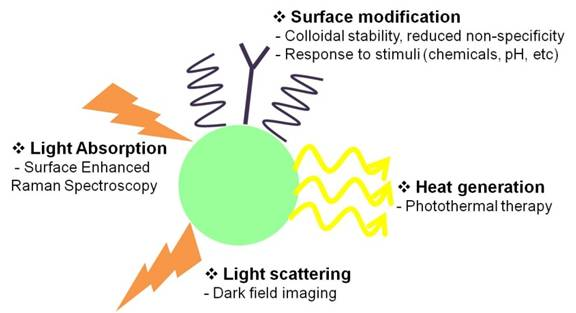 ❖ Surface modification
- Colloidal stability, reduced non-specificity
- Response to stimuli (chemicals, pH, etc)
❖ Light Absorption
- Surface Enhanced
Raman Spectroscopy
❖ Heat generation
- Photothermal therapy
❖ Light scattering
- Dark field imaging